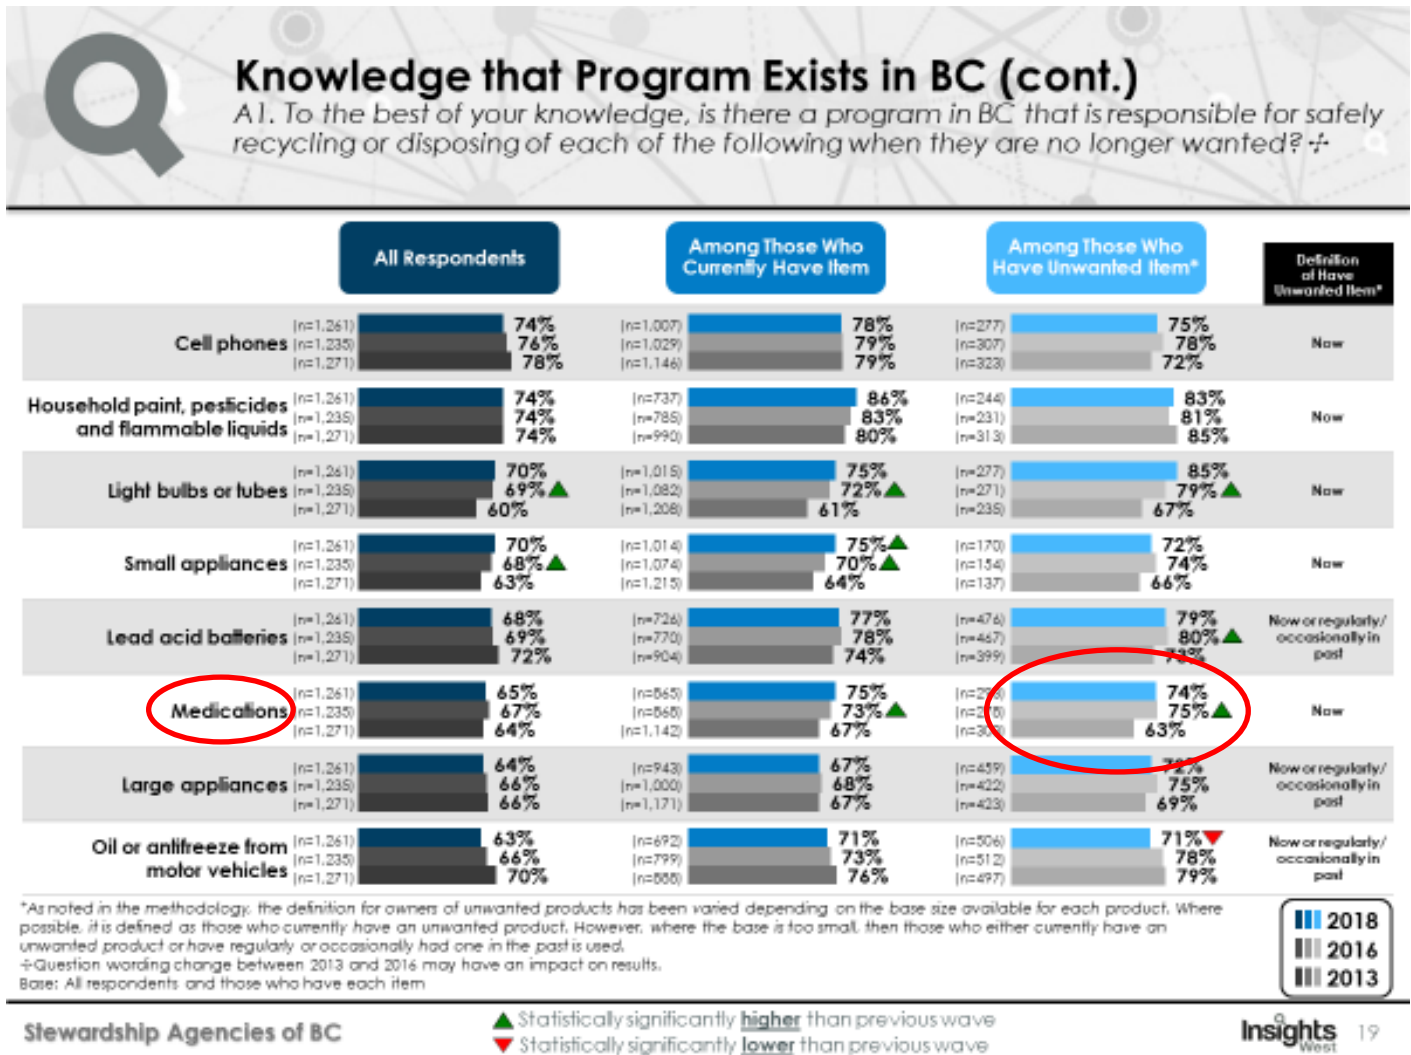 Knowledge that Program Exists in BC (cont.)
A1. To the best of your knowledge, is there a program in BC that is responsible for safely
recycling or disposing of each of the following when they are no longer wanted? ÷
All Respondents
Among Those Who
Currently Have Item
Among Those Who
Have Unwanted Item*
Definition
of Have
Unwanted Item*
Cell phones
(n=1,261) 74% (n=1,007) 78% (n=277) 75%
(n=1,235) 76% (n=1,029) 79% (n=307) 78%
(n=1,271) 78% (n=1,146) 79% (n=323) 72%
Now
Household paint, pesticides
and flammable liquids
(n=1,261) 74% (n=737) 86% (n=244) 83%
(n=1,235) 74% (n=785) 83% (n=231) 81%
(n=1,271) 74% (n=990) 80% (n=313) 85%
Now
Light bulbs or tubes
(n=1,261) 70% (n=1,015) 75% (n=277) 85%
(n=1,235) 69% (n=1,082) 72% (n=271) 79%
(n=1,271) 60% (n=1,208) 61% (n=235) 67%
Now
Small appliances
(n=1,261) 70% (n=1,014) 75% (n=170) 72%
(n=1,235) 68% (n=1,074) 70% (n=154) 74%
(n=1,271) 63% (n=1,215) 64% (n=137) 66%
Now
Lead acid batteries
(n=1,261) 68% (n=726) 77% (n=476) 79%
(n=1,235) 69% (n=770) 78% (n=467) 80%
(n=1,271) 72% (n=904) 74% (n=399) 73%
Now or regularly/
occasionally in
past
Medications
(n=1,261) 65% (n=865) 75% 74%
(n=1,235) 67% (n=868) 73% 75%
(n=1,271) 64% (n=1,142) 67% 63%
Now
Large appliances
(n=1,261) 64% (n=943) 67% (n=459) 72%
(n=1,235) 66% (n=1,000) 68% (n=422) 75%
(n=1,271) 66% (n=1,171) 67% (n=423) 69%
Now or regularly/
occasionally in
past
Oil or antifreeze from
motor vehicles
(n=1,261) 63% (n=692) 71% (n=506) 71%
(n=1,235) 66% (n=799) 73% (n=512) 78%
(n=1,271) 70% (n=888) 76% (n=497) 79%
Now or regularly/
occasionally in
past
*As noted in the methodology, the definition for owners of unwanted products has been varied depending on the base size available for each product. Where
possible, it is defined as those who currently have an unwanted product. However, where the base is too small, then those who either currently have an
unwanted product or have regularly or occasionally had one in the past is used.
÷Question wording change between 2013 and 2016 may have an impact on results.
Base: All respondents and those who have each item
2018
2016
2013
Stewardship Agencies of BC
Statistically significantly higher than previous wave
Statistically significantly lower than previous wave
Insights
West
19